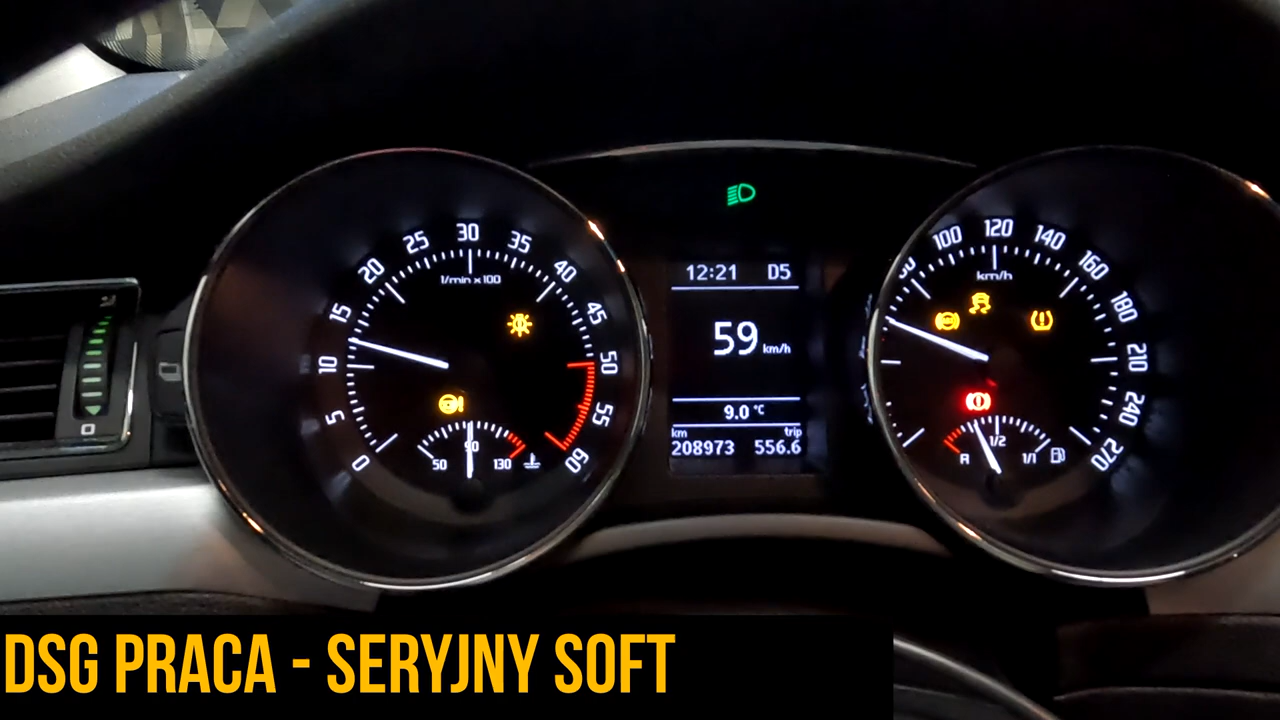 0 5 10 15 20 25 30 35 40 45 50 55 60
1/min x 100
50 90 130
12:21 D5
59 km/h
9.0 °C
km trip
208973 556.6
100 120 140 160 180 210 240 270
km/h
ABS
R 1/2 1/1
DSG PRACA - SERYJNY SOFT